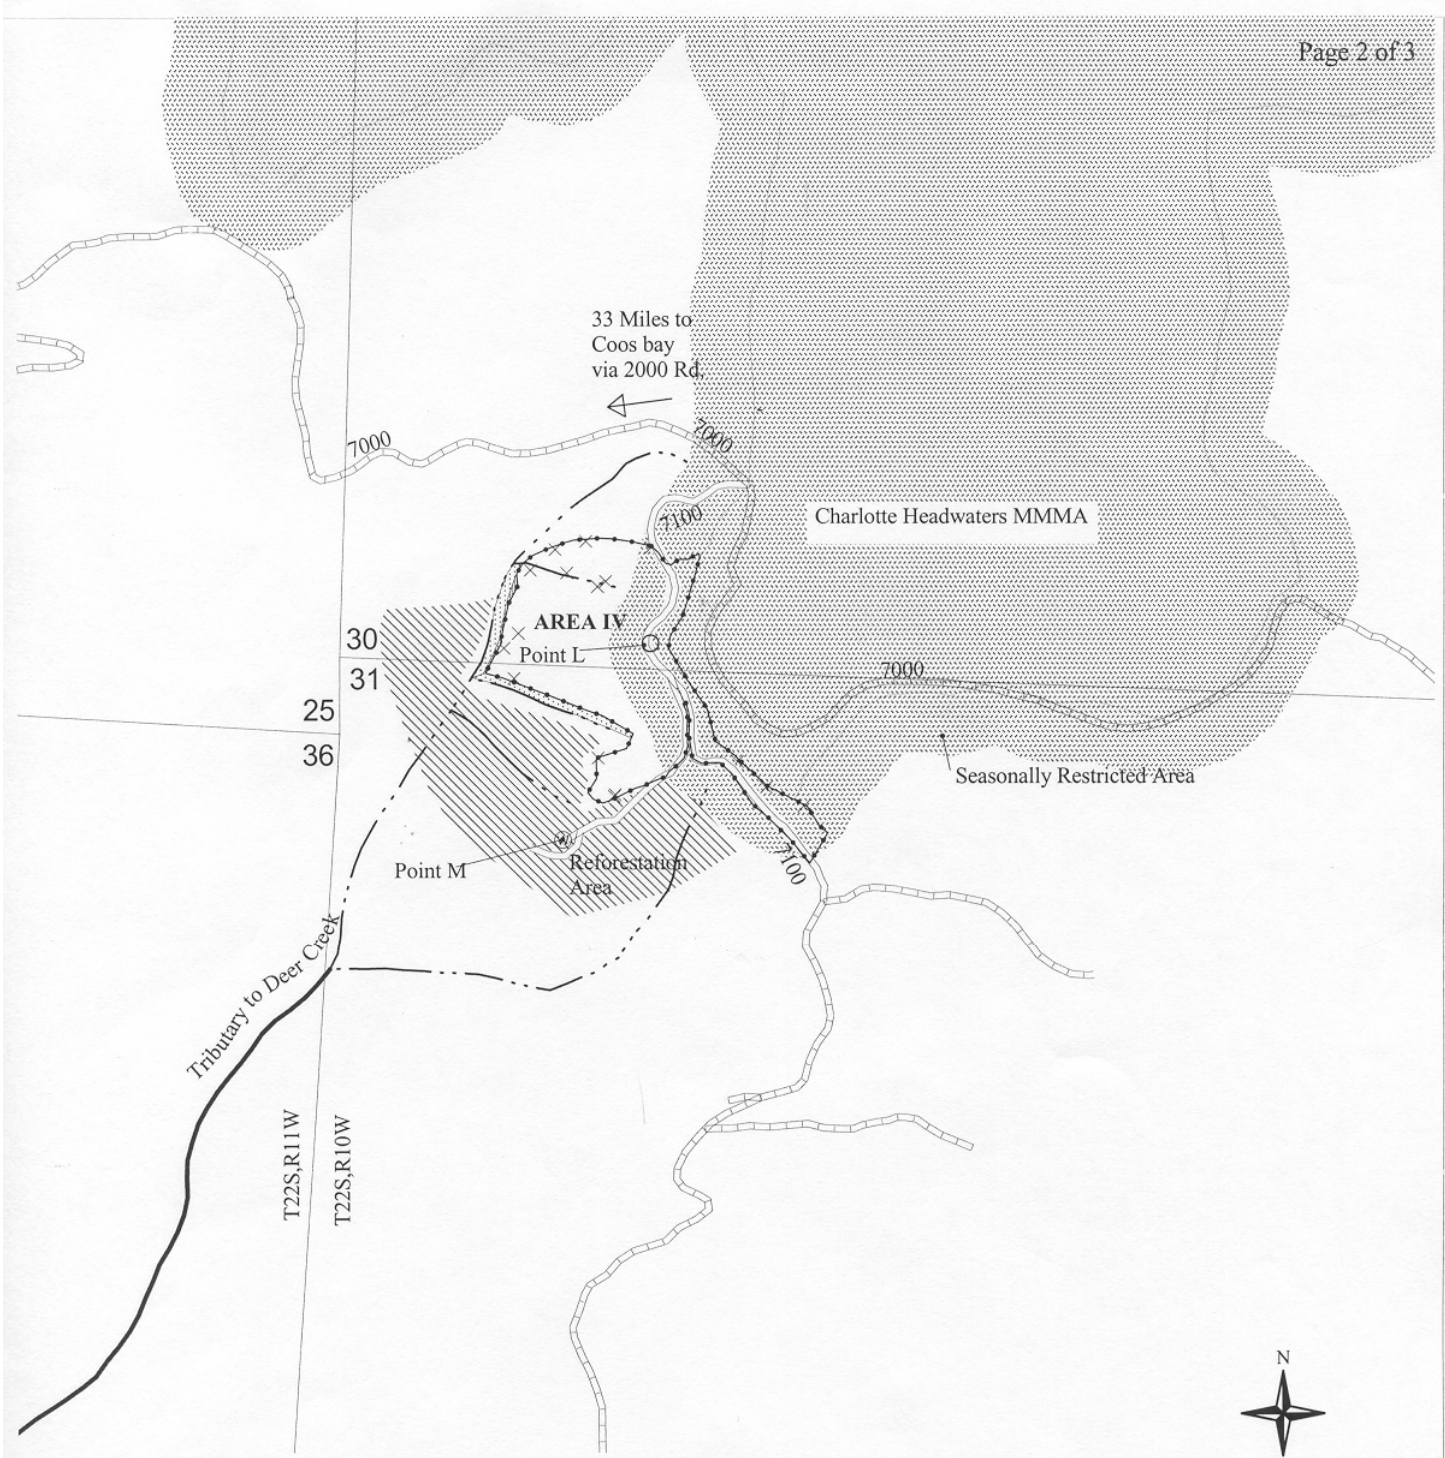 Page 2 of 3
33 Miles to
Coos bay
via 2000 Rd,
7000
7000
7100
Charlotte Headwaters MMMA
AREA IV
30
Point L
31
7000
25
36
Seasonally Restricted Area
Point M
Reforestation
Area
7100
Tributary to Deer Creek
T22S,R11W
T22S,R10W
N